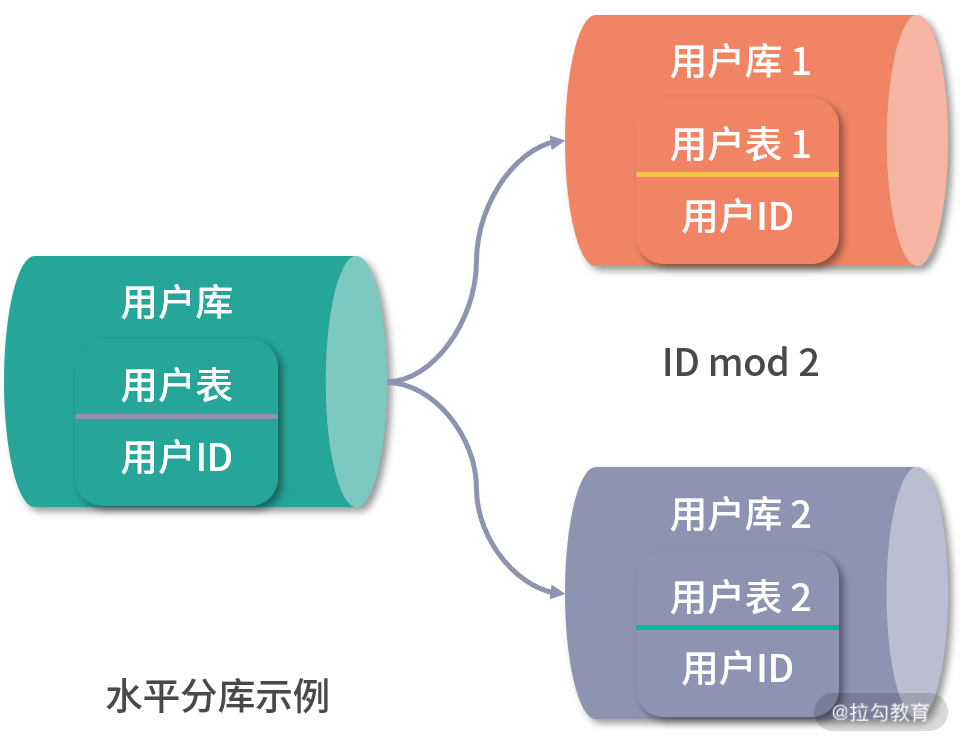 用户库
用户表
用户ID
用户库 1
用户表 1
用户ID
ID mod 2
用户库 2
用户表 2
用户ID
水平分库示例
@拉勾教育